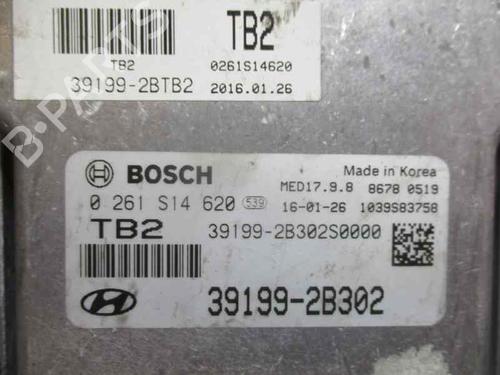 TB2
TB2 0261S14620
39199-2BTB2 2016.01.26
BOSCH Made in Korea
MED17.9.8 8678 0519
0 261 S14 620 539 16-01-26 1039S83758
TB2 39199-2B302S0000
39199-2B302
B-PARTS